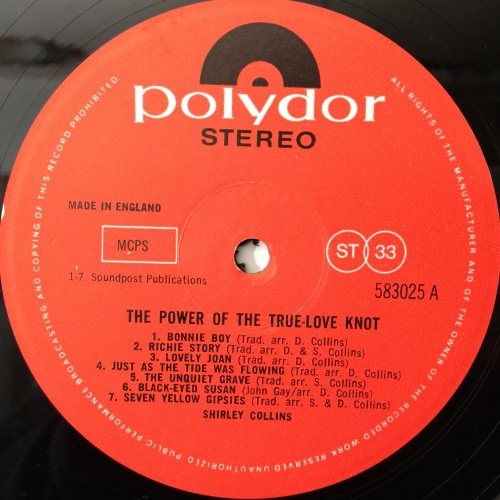 polydor
STEREO
MADE IN ENGLAND
MCPS
ST 33
1-7. Soundpost Publications
583025 A
THE POWER OF THE TRUE-LOVE KNOT
1. BONNIE BOY (Trad. arr. D. Collins)
2. RICHIE STORY (Trad. arr. D. & S. Collins)
3. LOVELY JOAN (Trad. arr. D. Collins)
4. JUST AS THE TIDE WAS FLOWING (Trad. arr. S. Collins)
5. THE UNQUIET GRAVE (Trad. arr. D. Collins)
6. BLACK-EYED SUSAN (John Gay/arr. D. Collins)
7. SEVEN YELLOW GIPSIES (Trad. arr. S. & D. Collins)
SHIRLEY COLLINS
ALL RIGHTS OF THE MANUFACTURER AND OF THE OWNER OF THE RECORDED WORK RESERVED UNAUTHORIZED PUBLIC PERFORMANCE BROADCASTING AND COPYING OF THIS RECORD PROHIBITED